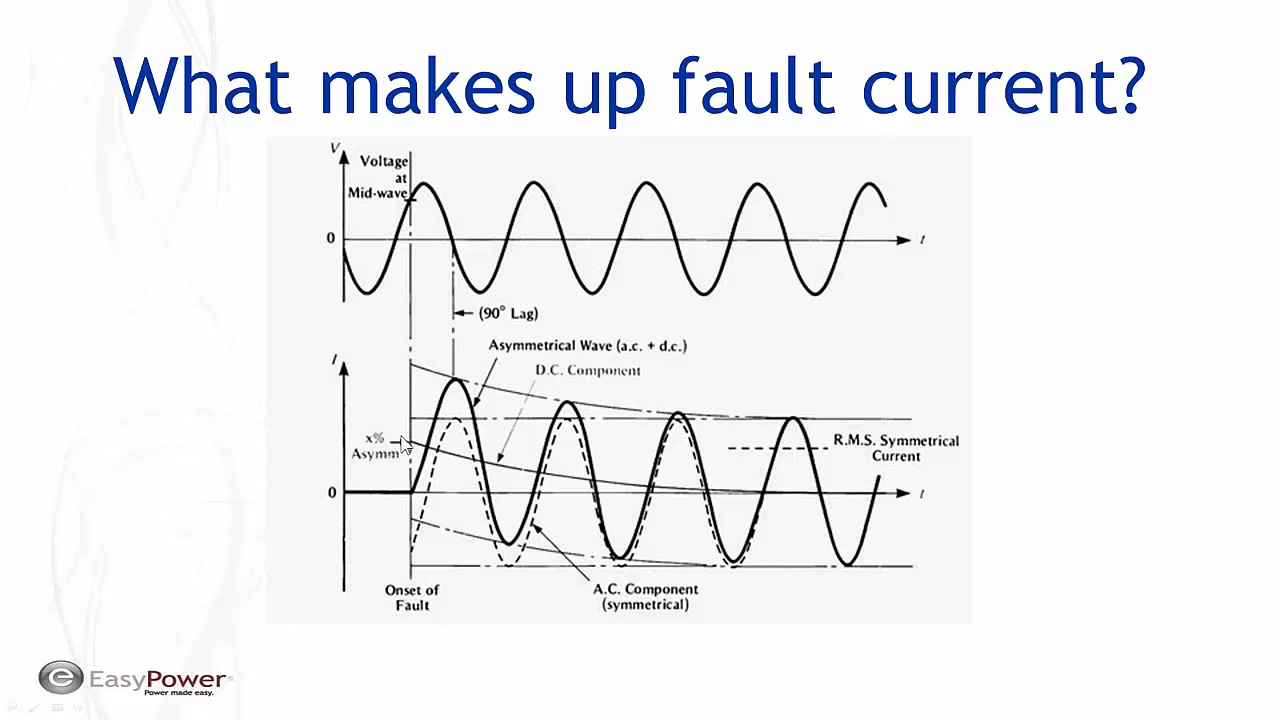 What makes up fault current?
V
Voltage
at
Mid-wave
0
t
(90° Lag)
Asymmetrical Wave (a.c. + d.c.)
I
D.C. Component
x%
Asymm
R.M.S. Symmetrical
Current
0
t
Onset of
Fault
A.C. Component
(symmetrical)
e EasyPower
Power made easy.